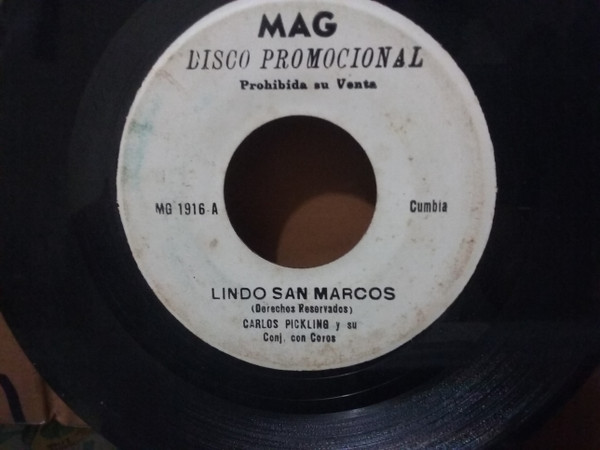 MAG
DISCO PROMOCIONAL
Prohibida su Venta
MG 1916-A
Cumbia
LINDO SAN MARCOS
(Derechos Reservados)
CARLOS PICKLING y su
Conj. con Coros